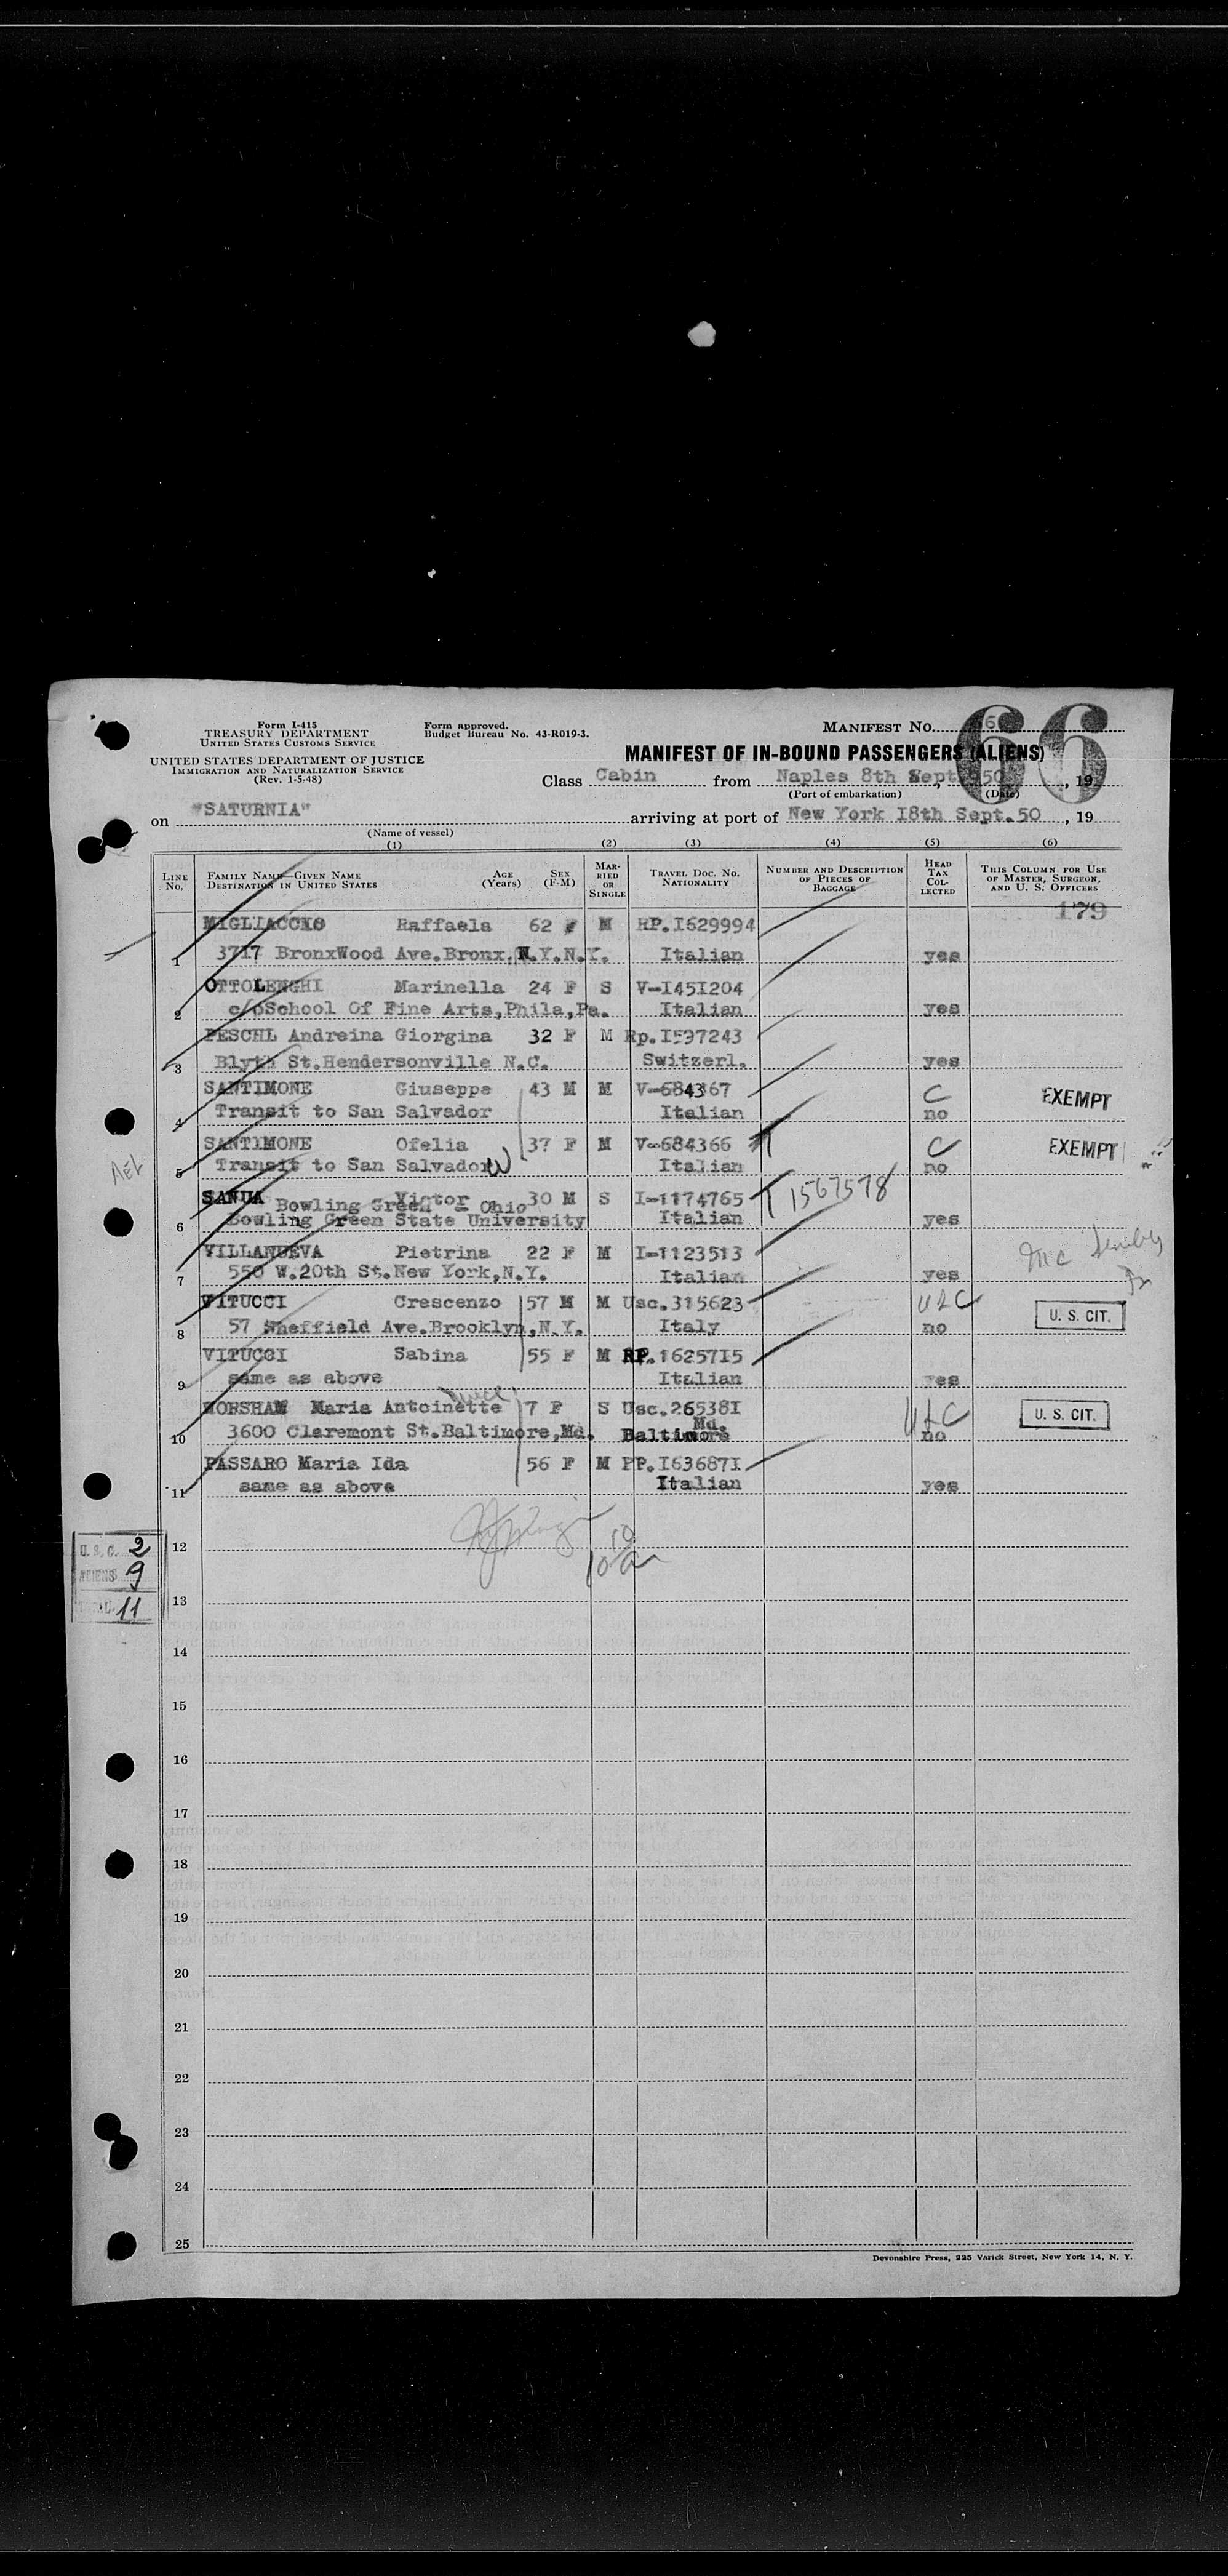 Form I-415
TREASURY DEPARTMENT
UNITED STATES CUSTOMS SERVICE
UNITED STATES DEPARTMENT OF JUSTICE
IMMIGRATION AND NATURALIZATION SERVICE
(Rev. 1-5-48)
Form approved.
Budget Bureau No. 43-R019-3.
MANIFEST NO. 6
66
MANIFEST OF IN-BOUND PASSENGERS (ALIENS)
Class Cabin from Naples 8th Sept. 50, 19
(Port of embarkation) (Date)
on "SATURNIA" arriving at port of New York I8th Sept.50, 19
(Name of vessel)
(1) (2) (3) (4) (5) (6)
LINE No. FAMILY NAME—GIVEN NAME DESTINATION IN UNITED STATES AGE (Years) SEX (F-M) MARRIED OR SINGLE TRAVEL DOC. NO. NATIONALITY NUMBER AND DESCRIPTION OF PIECES OF BAGGAGE HEAD TAX COLLECTED THIS COLUMN FOR USE OF MASTER, SURGEON, AND U. S. OFFICERS
179
MIGLIACCIO Raffaela 62 F M RP.I629994
1 3717 BronxWood Ave.Bronx.N.Y.N.Y. Italian yes
OTTOLENGHI Marinella 24 F S V-I45I204
2 c/oSchool Of Fine Arts,Phila,Pa. Italian yes
PESCHL Andreina Giorgina 32 F M Rp.I597243
3 Blyth St.Hendersonville N.C. Switzerl. yes
SANTIMONE Giuseppe 43 M M V-684367 C EXEMPT
4 Transit to San Salvador Italian no
SANTIMONE Ofelia 37 F M V-684366 C EXEMPT
5 Transit to San Salvador Italian no
SANUA Victor 30 M S I-1174765 1567578
Bowling Green - Ohio
6 Bowling Green State University Italian yes
VILLANUEVA Pietrina 22 F M I-1123513
7 550 W.20th St.New York,N.Y. Italian yes
VITUCCI Crescenzo 57 M M Usc.315623 USC U. S. CIT.
8 57 Sheffield Ave.Brooklyn,N.Y. Italy no
VITUCCI Sabina 55 F M RP.16257I5
9 same as above Italian yes
HORSHAM Maria Antoinette 7 F S Usc.26538I USC U. S. CIT.
10 3600 Claremont St.Baltimore,Md. Baltimore Md. no
PASSARO Maria Ida 56 F M PP.I63687I
11 same as above Italian yes
U. S. C. 2
ALIENS 9
TOTAL 11
12
13
14
15
16
17
18
19
20
21
22
23
24
25
Devonshire Press, 225 Varick Street, New York 14, N. Y.